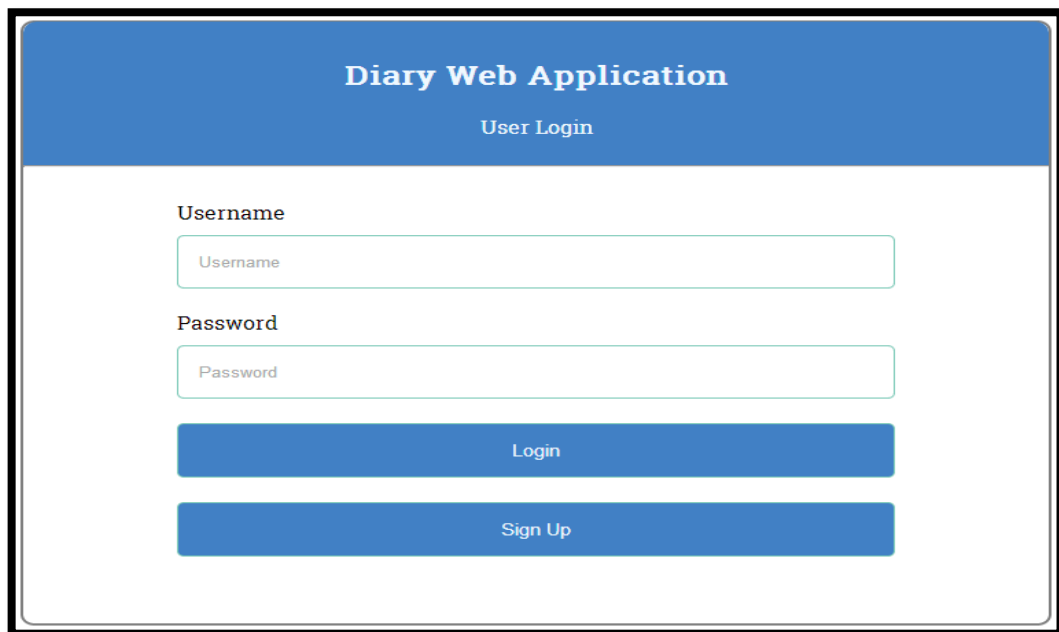 Diary Web Application
User Login
Username
Username
Password
Password
Login
Sign Up